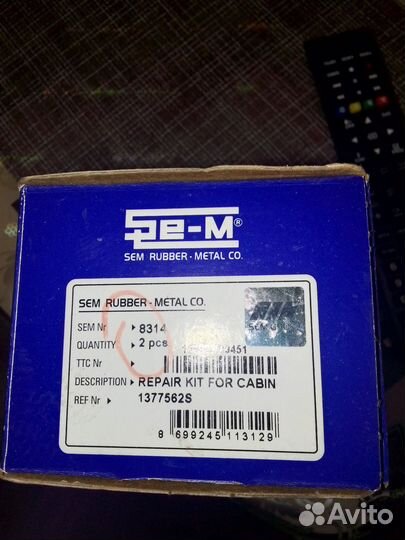 Se-M®
SEM RUBBER - METAL CO.
SEM RUBBER - METAL CO.
SEM Nr 8314
QUANTITY 2 pcs
TTC Nr
DESCRIPTION REPAIR KIT FOR CABIN
REF Nr 1377562S
8 699245 113129
Avito